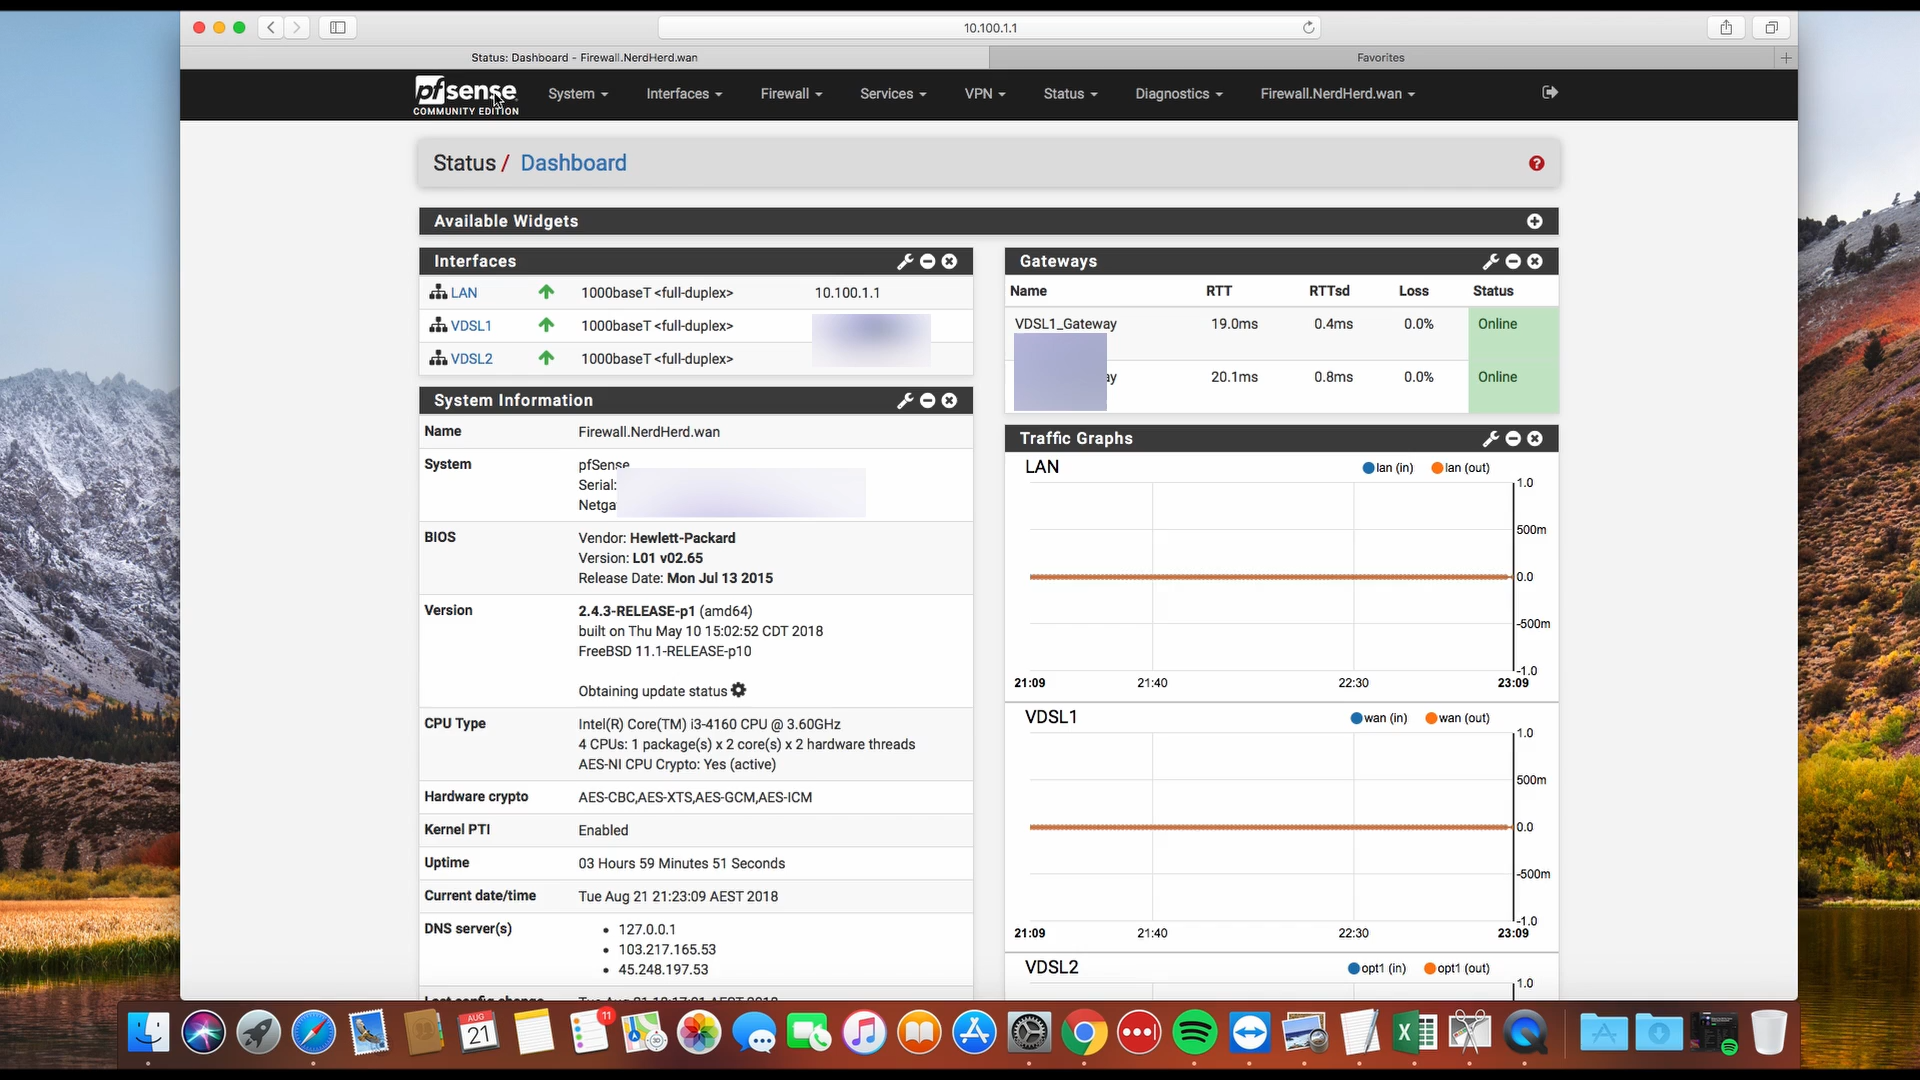 10.100.1.1
Status: Dashboard - Firewall.NerdHerd.wan
Favorites
pfsense
COMMUNITY EDITION
System
Interfaces
Firewall
Services
VPN
Status
Diagnostics
Firewall.NerdHerd.wan
Status / Dashboard
Available Widgets
Interfaces
LAN 1000baseT <full-duplex> 10.100.1.1
VDSL1 1000baseT <full-duplex>
VDSL2 1000baseT <full-duplex>
System Information
Name Firewall.NerdHerd.wan
System pfSense
Serial:
Netga
BIOS Vendor: Hewlett-Packard
Version: L01 v02.65
Release Date: Mon Jul 13 2015
Version 2.4.3-RELEASE-p1 (amd64)
built on Thu May 10 15:02:52 CDT 2018
FreeBSD 11.1-RELEASE-p10
Obtaining update status
CPU Type Intel(R) Core(TM) i3-4160 CPU @ 3.60GHz
4 CPUs: 1 package(s) x 2 core(s) x 2 hardware threads
AES-NI CPU Crypto: Yes (active)
Hardware crypto AES-CBC,AES-XTS,AES-GCM,AES-ICM
Kernel PTI Enabled
Uptime 03 Hours 59 Minutes 51 Seconds
Current date/time Tue Aug 21 21:23:09 AEST 2018
DNS server(s) 127.0.0.1
103.217.165.53
45.248.197.53
Gateways
Name RTT RTTsd Loss Status
VDSL1_Gateway 19.0ms 0.4ms 0.0% Online
ay 20.1ms 0.8ms 0.0% Online
Traffic Graphs
LAN lan (in) lan (out)
1.0
500m
0.0
-500m
-1.0
21:09 21:40 22:30 23:09
VDSL1 wan (in) wan (out)
1.0
500m
0.0
-500m
-1.0
21:09 21:40 22:30 23:09
VDSL2 opt1 (in) opt1 (out)
1.0
11
AUG
21